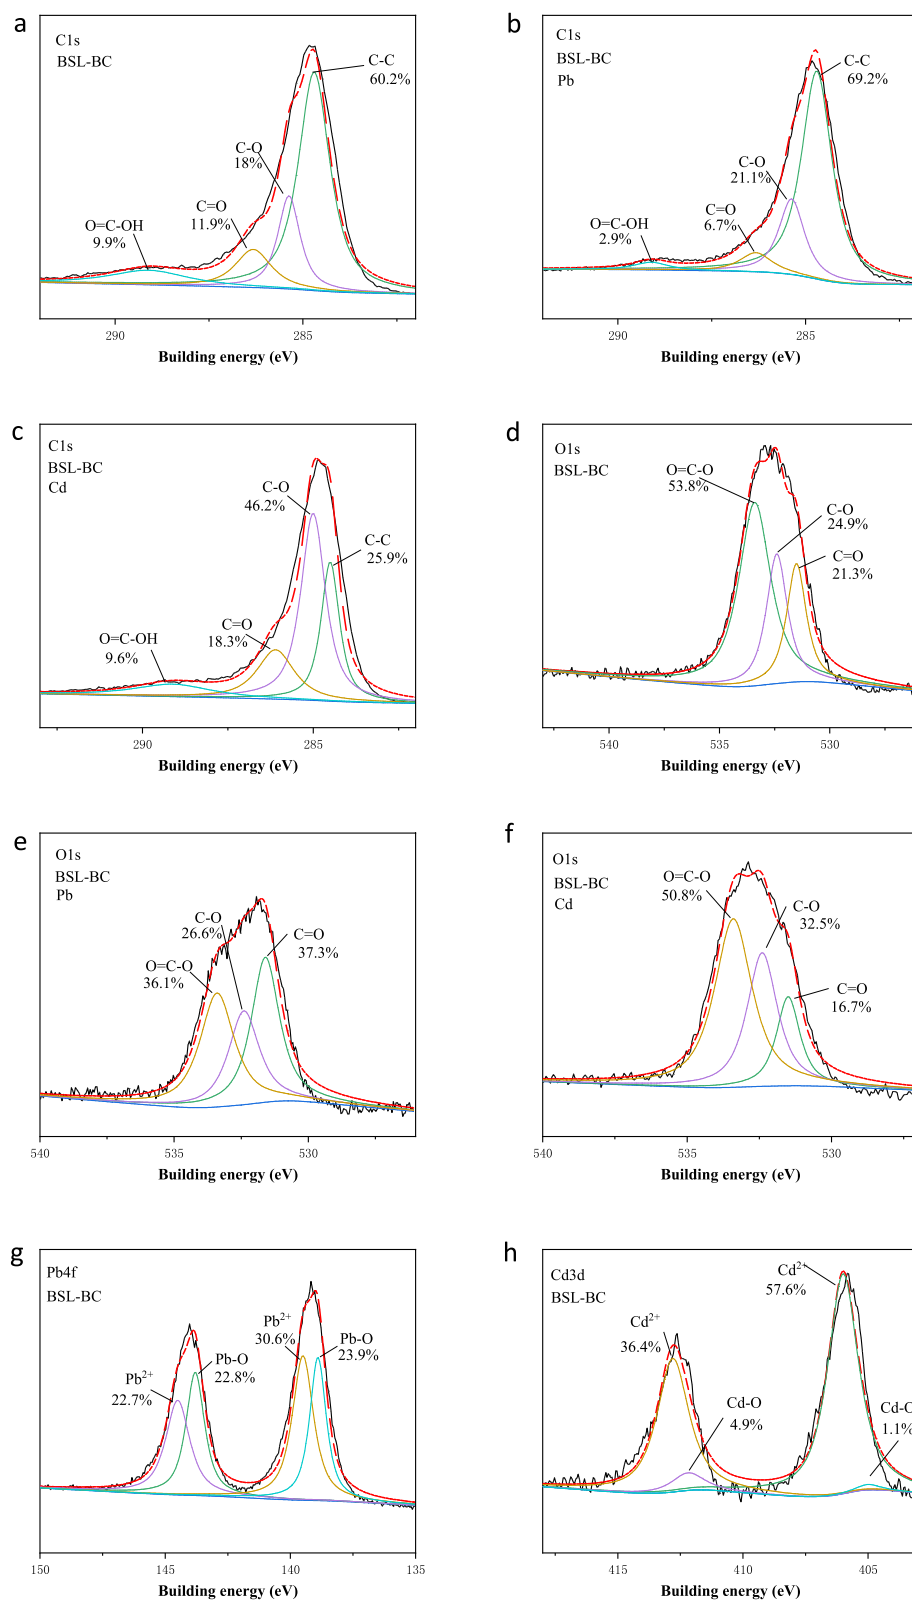 a
C1s
BSL-BC
C-C
60.2%
C-O
18%
C=O
11.9%
O=C-OH
9.9%
290
285
Building energy (eV)
b
C1s
BSL-BC
Pb
C-C
69.2%
C-O
21.1%
C=O
6.7%
O=C-OH
2.9%
290
285
Building energy (eV)
c
C1s
BSL-BC
Cd
C-O
46.2%
C-C
25.9%
C=O
18.3%
O=C-OH
9.6%
290
285
Building energy (eV)
d
O1s
BSL-BC
O=C-O
53.8%
C-O
24.9%
C=O
21.3%
540
535
530
Building energy (eV)
e
O1s
BSL-BC
Pb
C-O
26.6%
C=O
37.3%
O=C-O
36.1%
540
535
530
Building energy (eV)
f
O1s
BSL-BC
Cd
O=C-O
50.8%
C-O
32.5%
C=O
16.7%
540
535
530
Building energy (eV)
g
Pb4f
BSL-BC
Pb²⁺
30.6%
Pb-O
23.9%
Pb-O
22.8%
Pb²⁺
22.7%
150
145
140
135
Building energy (eV)
h
Cd3d
BSL-BC
Cd²⁺
57.6%
Cd²⁺
36.4%
Cd-O
4.9%
Cd-O
1.1%
415
410
405
Building energy (eV)